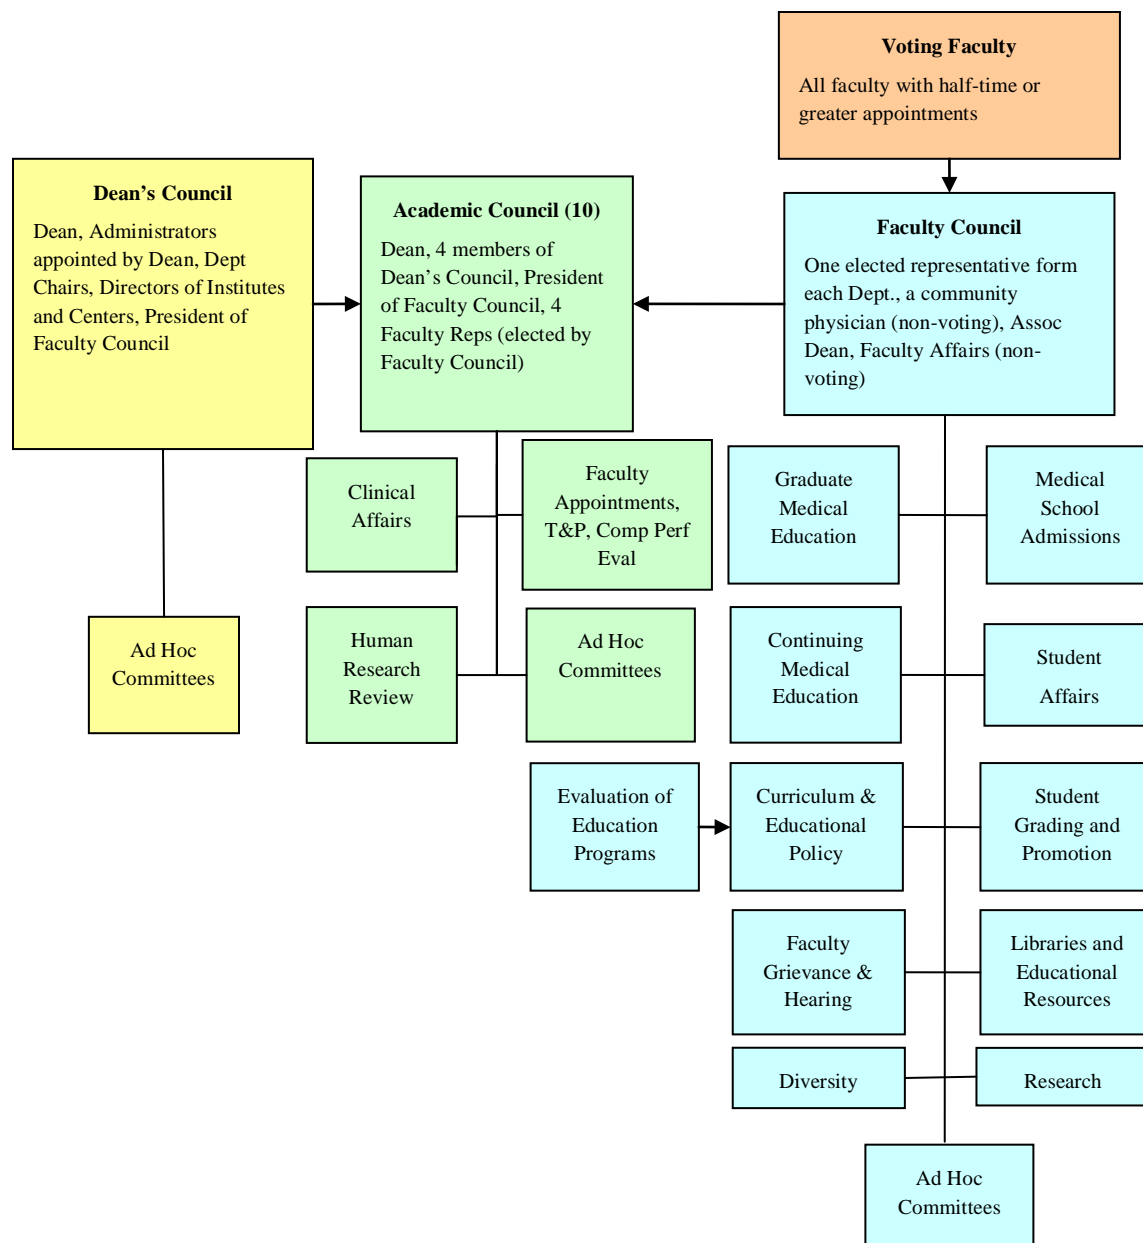 Voting Faculty
All faculty with half-time or
greater appointments
Dean’s Council
Dean, Administrators
appointed by Dean, Dept
Chairs, Directors of Institutes
and Centers, President of
Faculty Council
Academic Council (10)
Dean, 4 members of
Dean’s Council, President
of Faculty Council, 4
Faculty Reps (elected by
Faculty Council)
Faculty Council
One elected representative form
each Dept., a community
physician (non-voting), Assoc
Dean, Faculty Affairs (non-
voting)
Clinical
Affairs
Faculty
Appointments,
T&P, Comp Perf
Eval
Graduate
Medical
Education
Medical
School
Admissions
Ad Hoc
Committees
Human
Research
Review
Ad Hoc
Committees
Continuing
Medical
Education
Student
Affairs
Evaluation of
Education
Programs
Curriculum &
Educational
Policy
Student
Grading and
Promotion
Faculty
Grievance &
Hearing
Libraries and
Educational
Resources
Diversity
Research
Ad Hoc
Committees